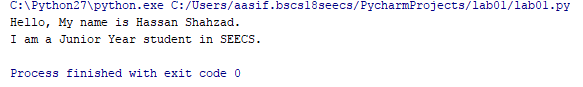 C:\Python27\python.exe C:/Users/aasif.bscs18seecs/PycharmProjects/lab01/lab01.py
Hello, My name is Hassan Shahzad.
I am a Junior Year student in SEECS.
Process finished with exit code 0